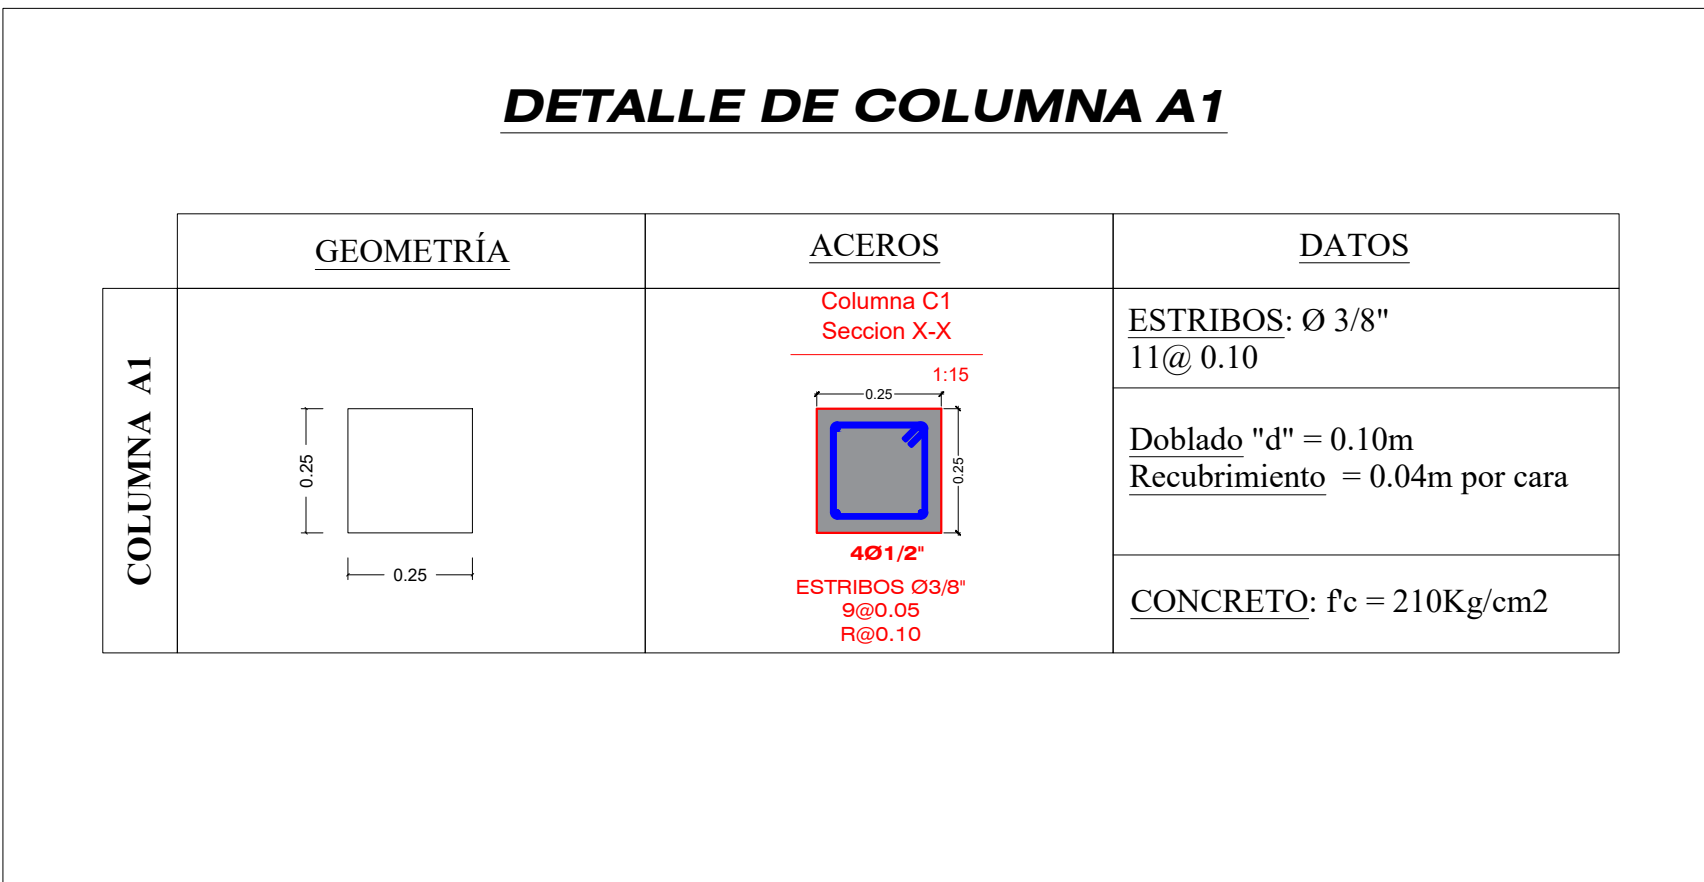 DETALLE DE COLUMNA A1
GEOMETRÍA
ACEROS
DATOS
COLUMNA A1
0.25
0.25
Columna C1
Seccion X-X
1:15
0.25
0.25
4Ø1/2"
ESTRIBOS Ø3/8"
9@0.05
R@0.10
ESTRIBOS: Ø 3/8"
11@ 0.10
Doblado "d" = 0.10m
Recubrimiento = 0.04m por cara
CONCRETO: f'c = 210Kg/cm2